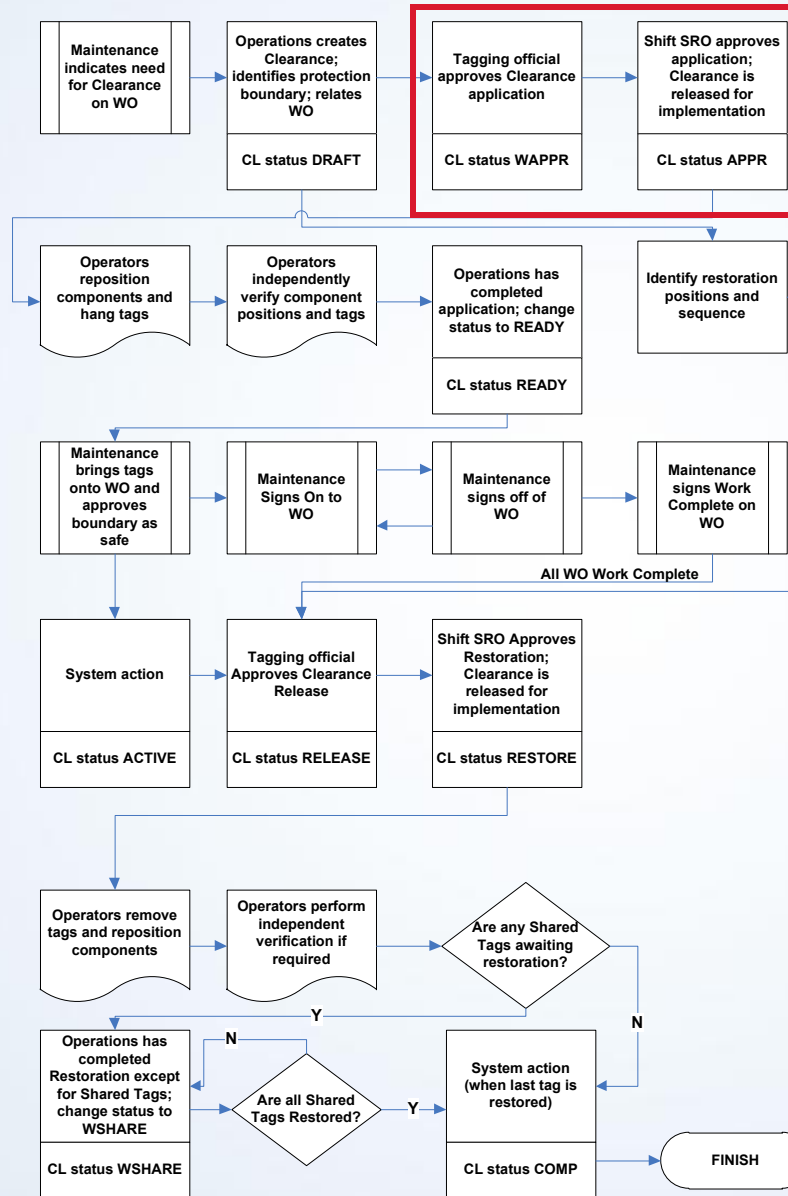 Maintenance
indicates need
for Clearance
on WO
Operations creates
Clearance;
identifies protection
boundary; relates
WO
CL status DRAFT
Tagging official
approves Clearance
application
CL status WAPPR
Shift SRO approves
application;
Clearance is
released for
implementation
CL status APPR
Operators
reposition
components and
hang tags
Operators
independently
verify component
positions and tags
Operations has
completed
application; change
status to READY
CL status READY
Identify restoration
positions and
sequence
Maintenance
brings tags
onto WO and
approves
boundary as
safe
Maintenance
Signs On to
WO
Maintenance
signs off of
WO
Maintenance
signs Work
Complete on
WO
All WO Work Complete
System action
CL status ACTIVE
Tagging official
Approves Clearance
Release
CL status RELEASE
Shift SRO Approves
Restoration;
Clearance is
released for
implementation
CL status RESTORE
Operators remove
tags and reposition
components
Operators perform
independent
verification if
required
Are any Shared
Tags awaiting
restoration?
Y
N
Operations has
completed
Restoration except
for Shared Tags;
change status to
WSHARE
CL status WSHARE
N
Are all Shared
Tags Restored?
Y
System action
(when last tag is
restored)
CL status COMP
FINISH